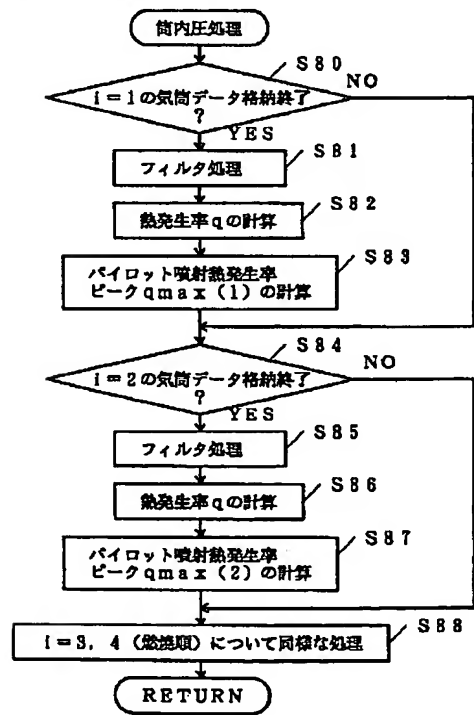 筒内圧処理
S80
NO
i=1の気筒データ格納終了
?
YES
S81
フィルタ処理
S82
熱発生率qの計算
S83
パイロット噴射熱発生率
ピークqmax(1)の計算
S84
NO
i=2の気筒データ格納終了
?
YES
S85
フィルタ処理
S86
熱発生率qの計算
S87
パイロット噴射熱発生率
ピークqmax(2)の計算
S88
i=3,4(燃焼順)について同様な処理
RETURN